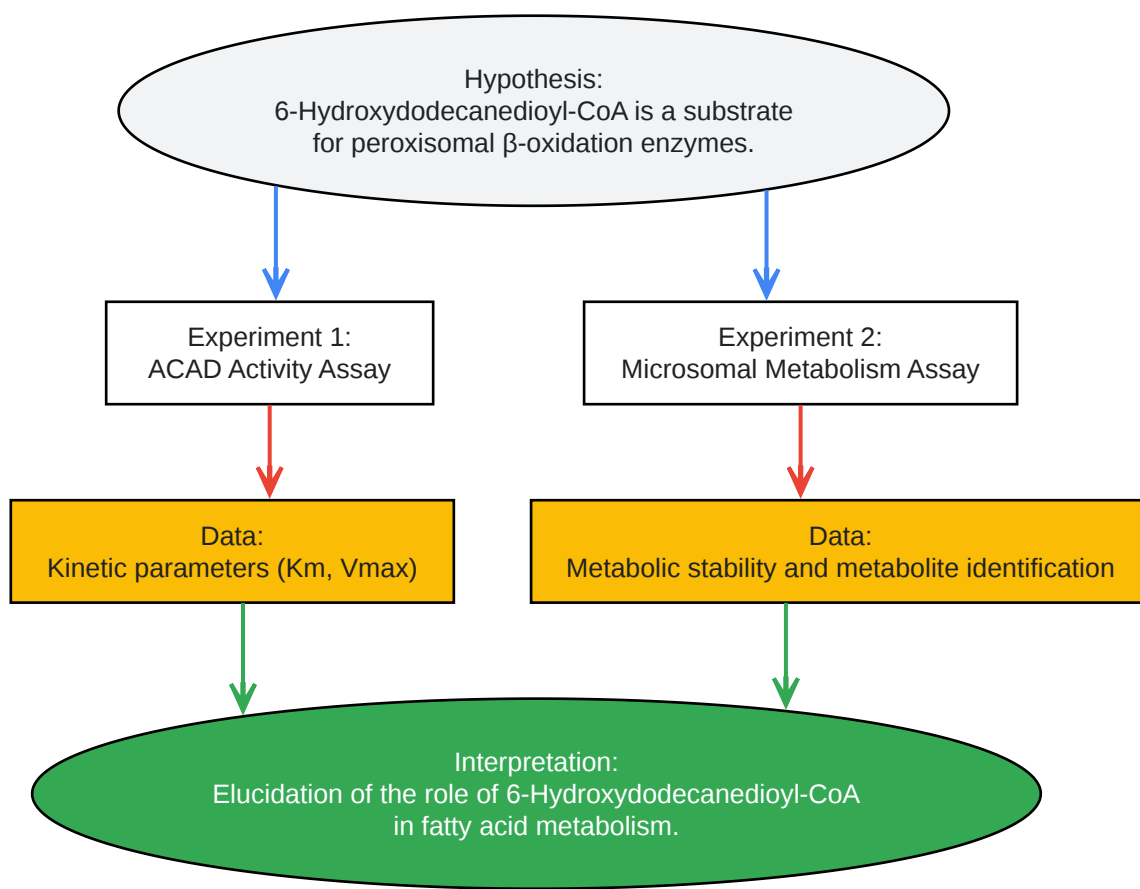 Hypothesis:
6-Hydroxydodecanedioyl-CoA is a substrate
for peroxisomal β-oxidation enzymes.
Experiment 1:
ACAD Activity Assay
Experiment 2:
Microsomal Metabolism Assay
Data:
Kinetic parameters (Km, Vmax)
Data:
Metabolic stability and metabolite identification
Interpretation:
Elucidation of the role of 6-Hydroxydodecanedioyl-CoA
in fatty acid metabolism.